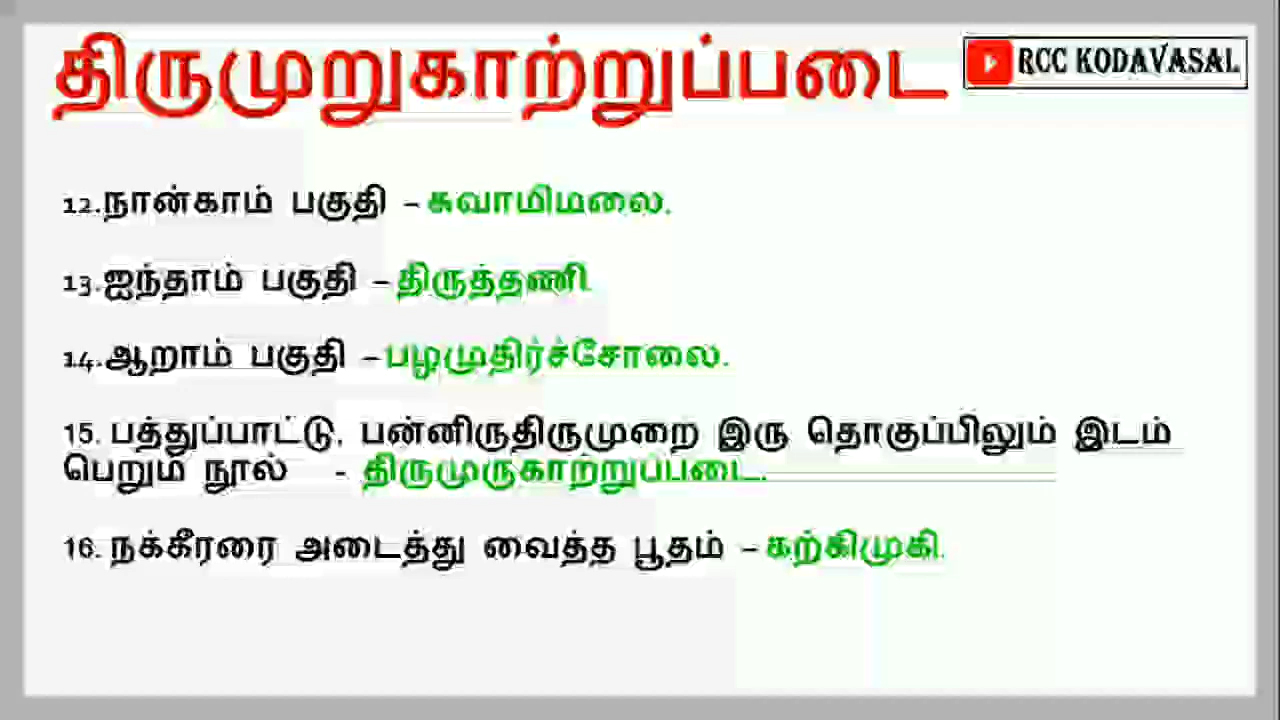 திருமுறுகாற்றுப்படை
RCC KODAVASAL
12.நான்காம் பகுதி – சுவாமிமலை.
13.ஐந்தாம் பகுதி – திருத்தணி.
14.ஆறாம் பகுதி – பழமுதிர்ச்சோலை.
15. பத்துப்பாட்டு, பன்னிருதிருமுறை இரு தொகுப்பிலும் இடம்
பெறும் நூல் - திருமுருகாற்றுப்படை.
16. நக்கீரரை அடைத்து வைத்த பூதம் – கற்கிமுகி.